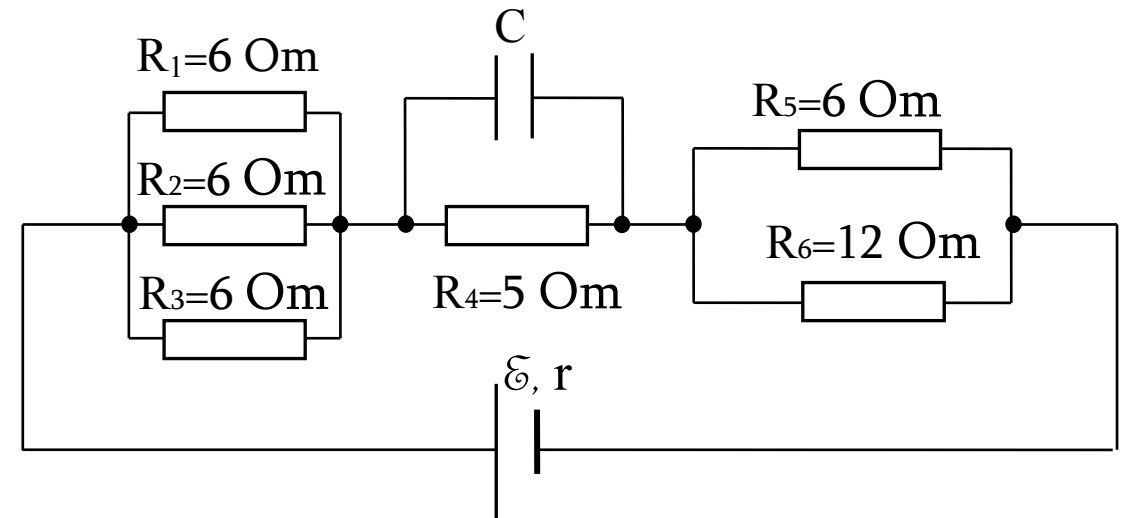 C
R₁=6 Om
R₅=6 Om
R₂=6 Om
R₆=12 Om
R₃=6 Om
R₄=5 Om
ℰ, r